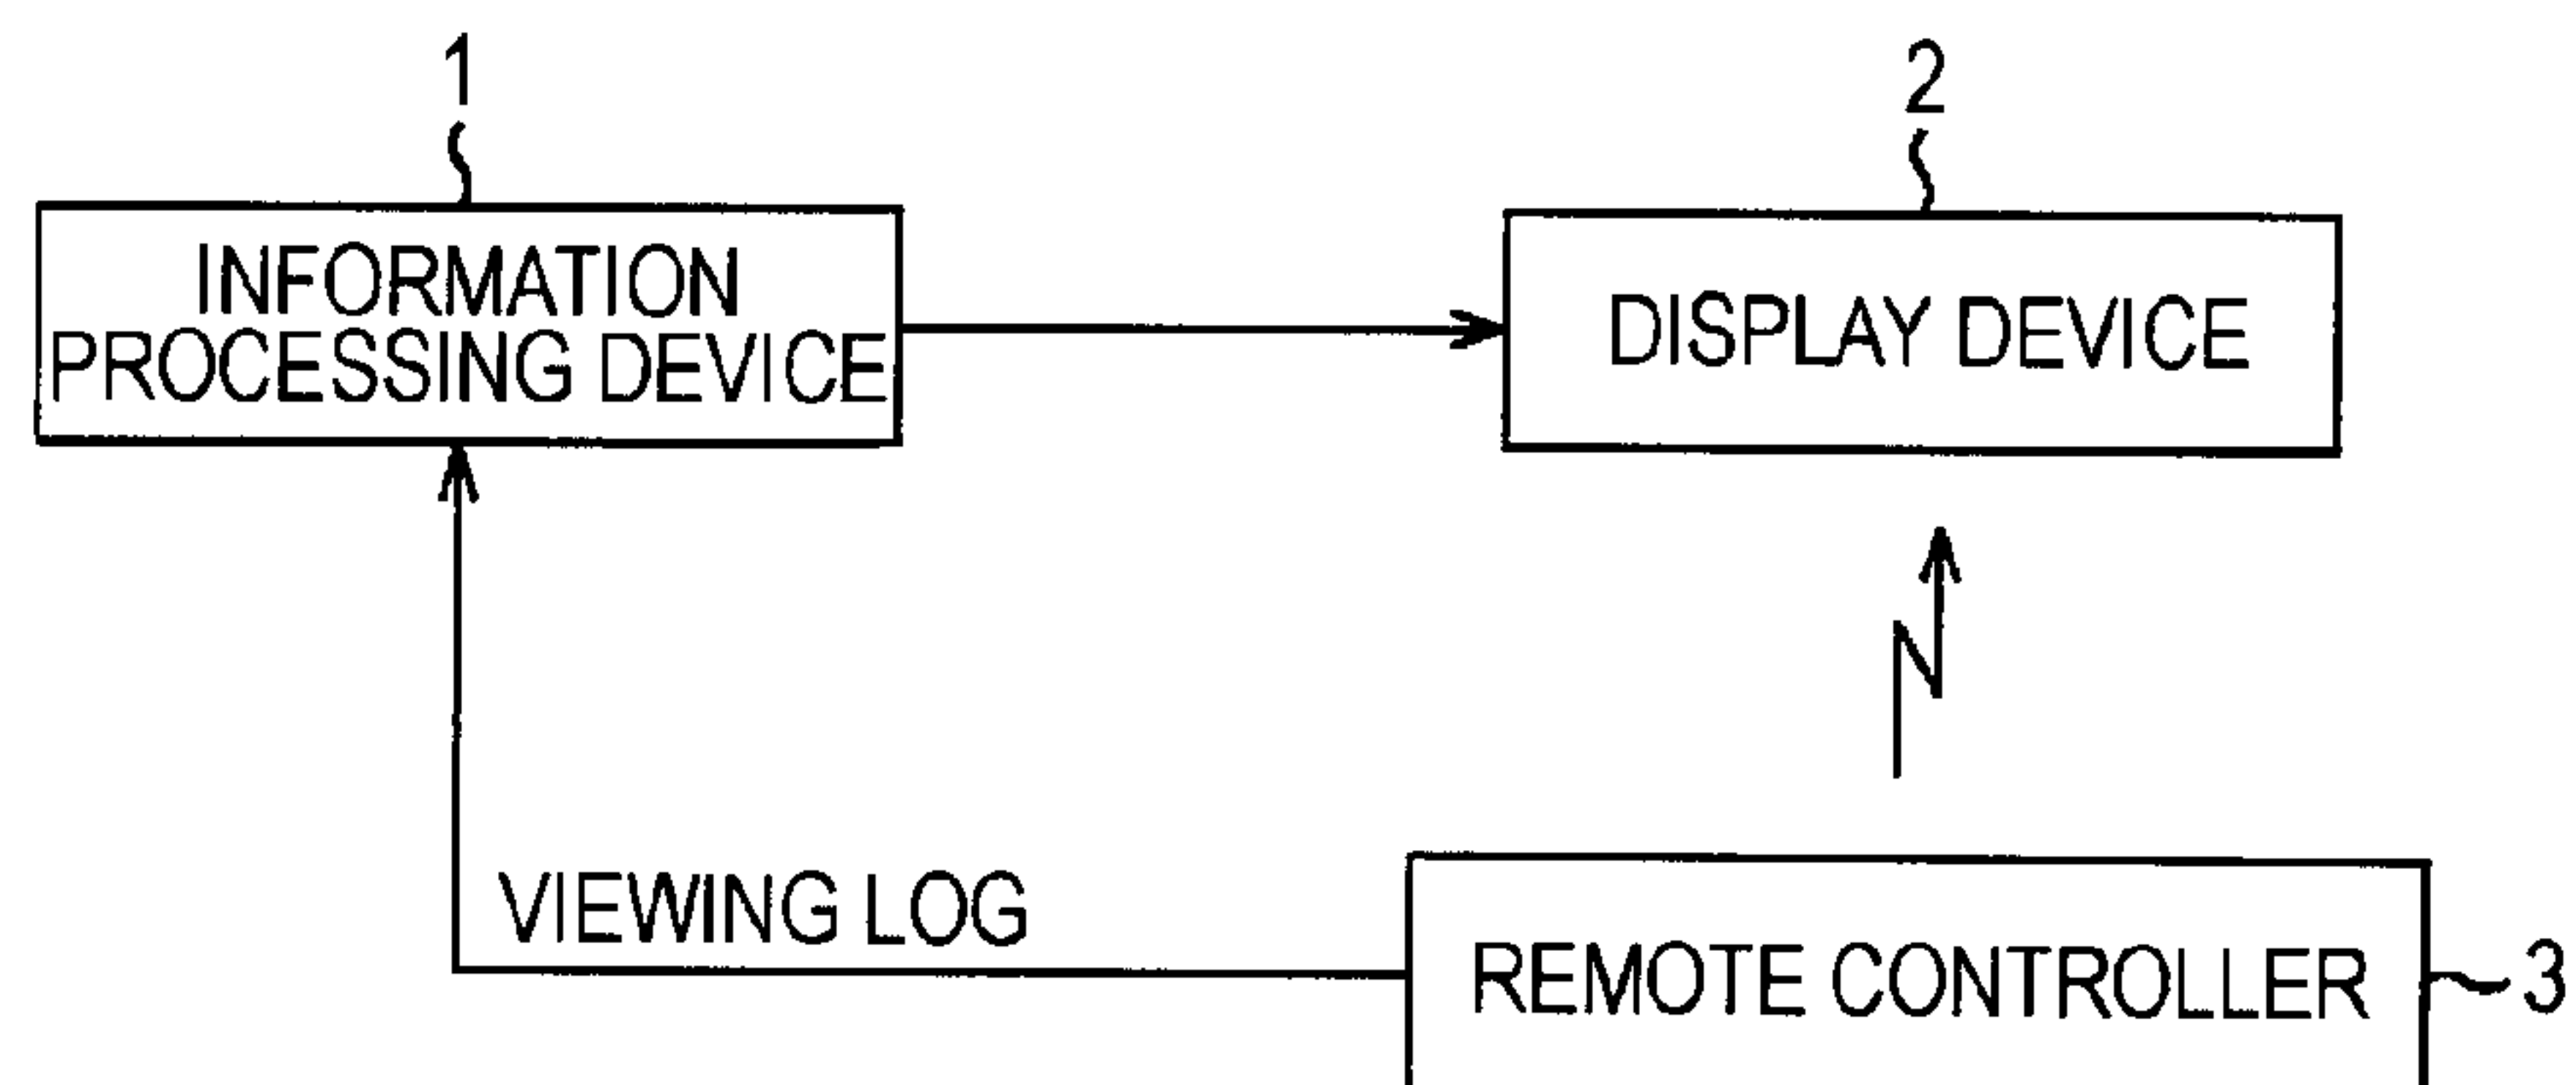 1
2
INFORMATION
PROCESSING DEVICE
DISPLAY DEVICE
VIEWING LOG
REMOTE CONTROLLER
3